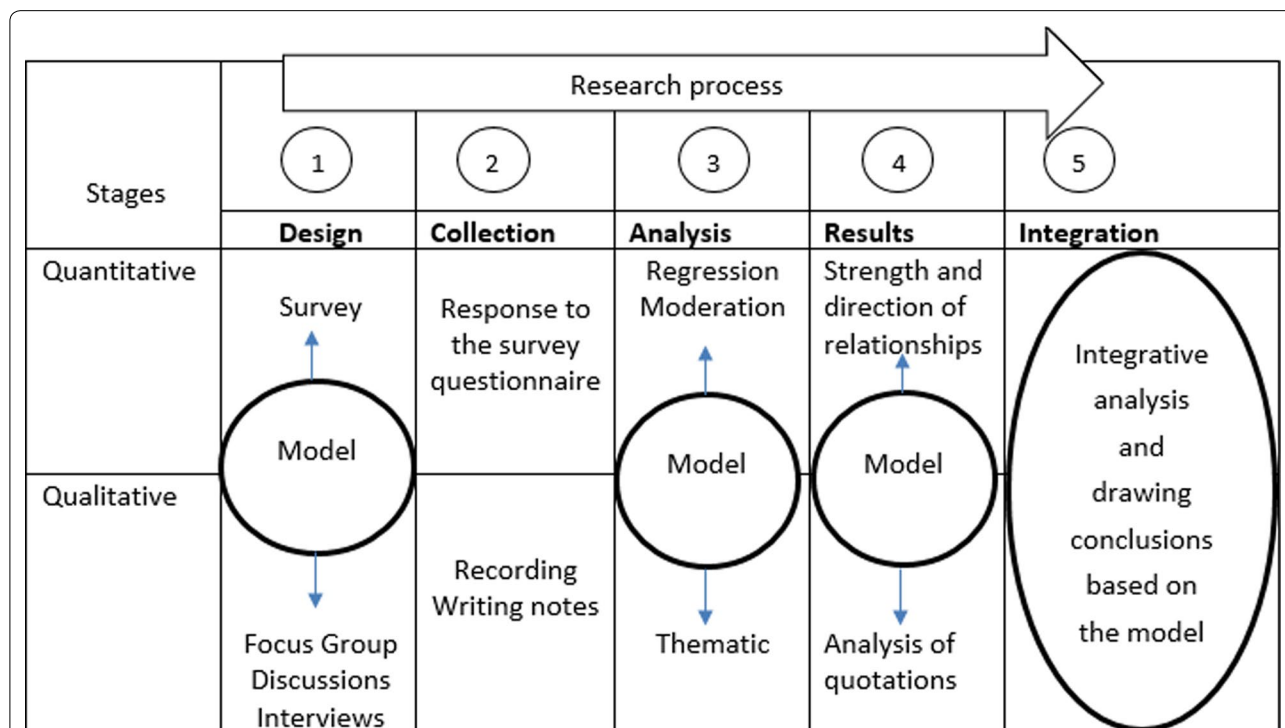 Research process
Stages
1
2
3
4
5
Design
Collection
Analysis
Results
Integration
Quantitative
Survey
Model
Response to
the survey
questionnaire
Regression
Moderation
Model
Strength and
direction of
relationships
Model
Integrative
analysis
and
drawing
conclusions
based on
the model
Qualitative
Focus Group
Discussions
Interviews
Recording
Writing notes
Thematic
Analysis of
quotations